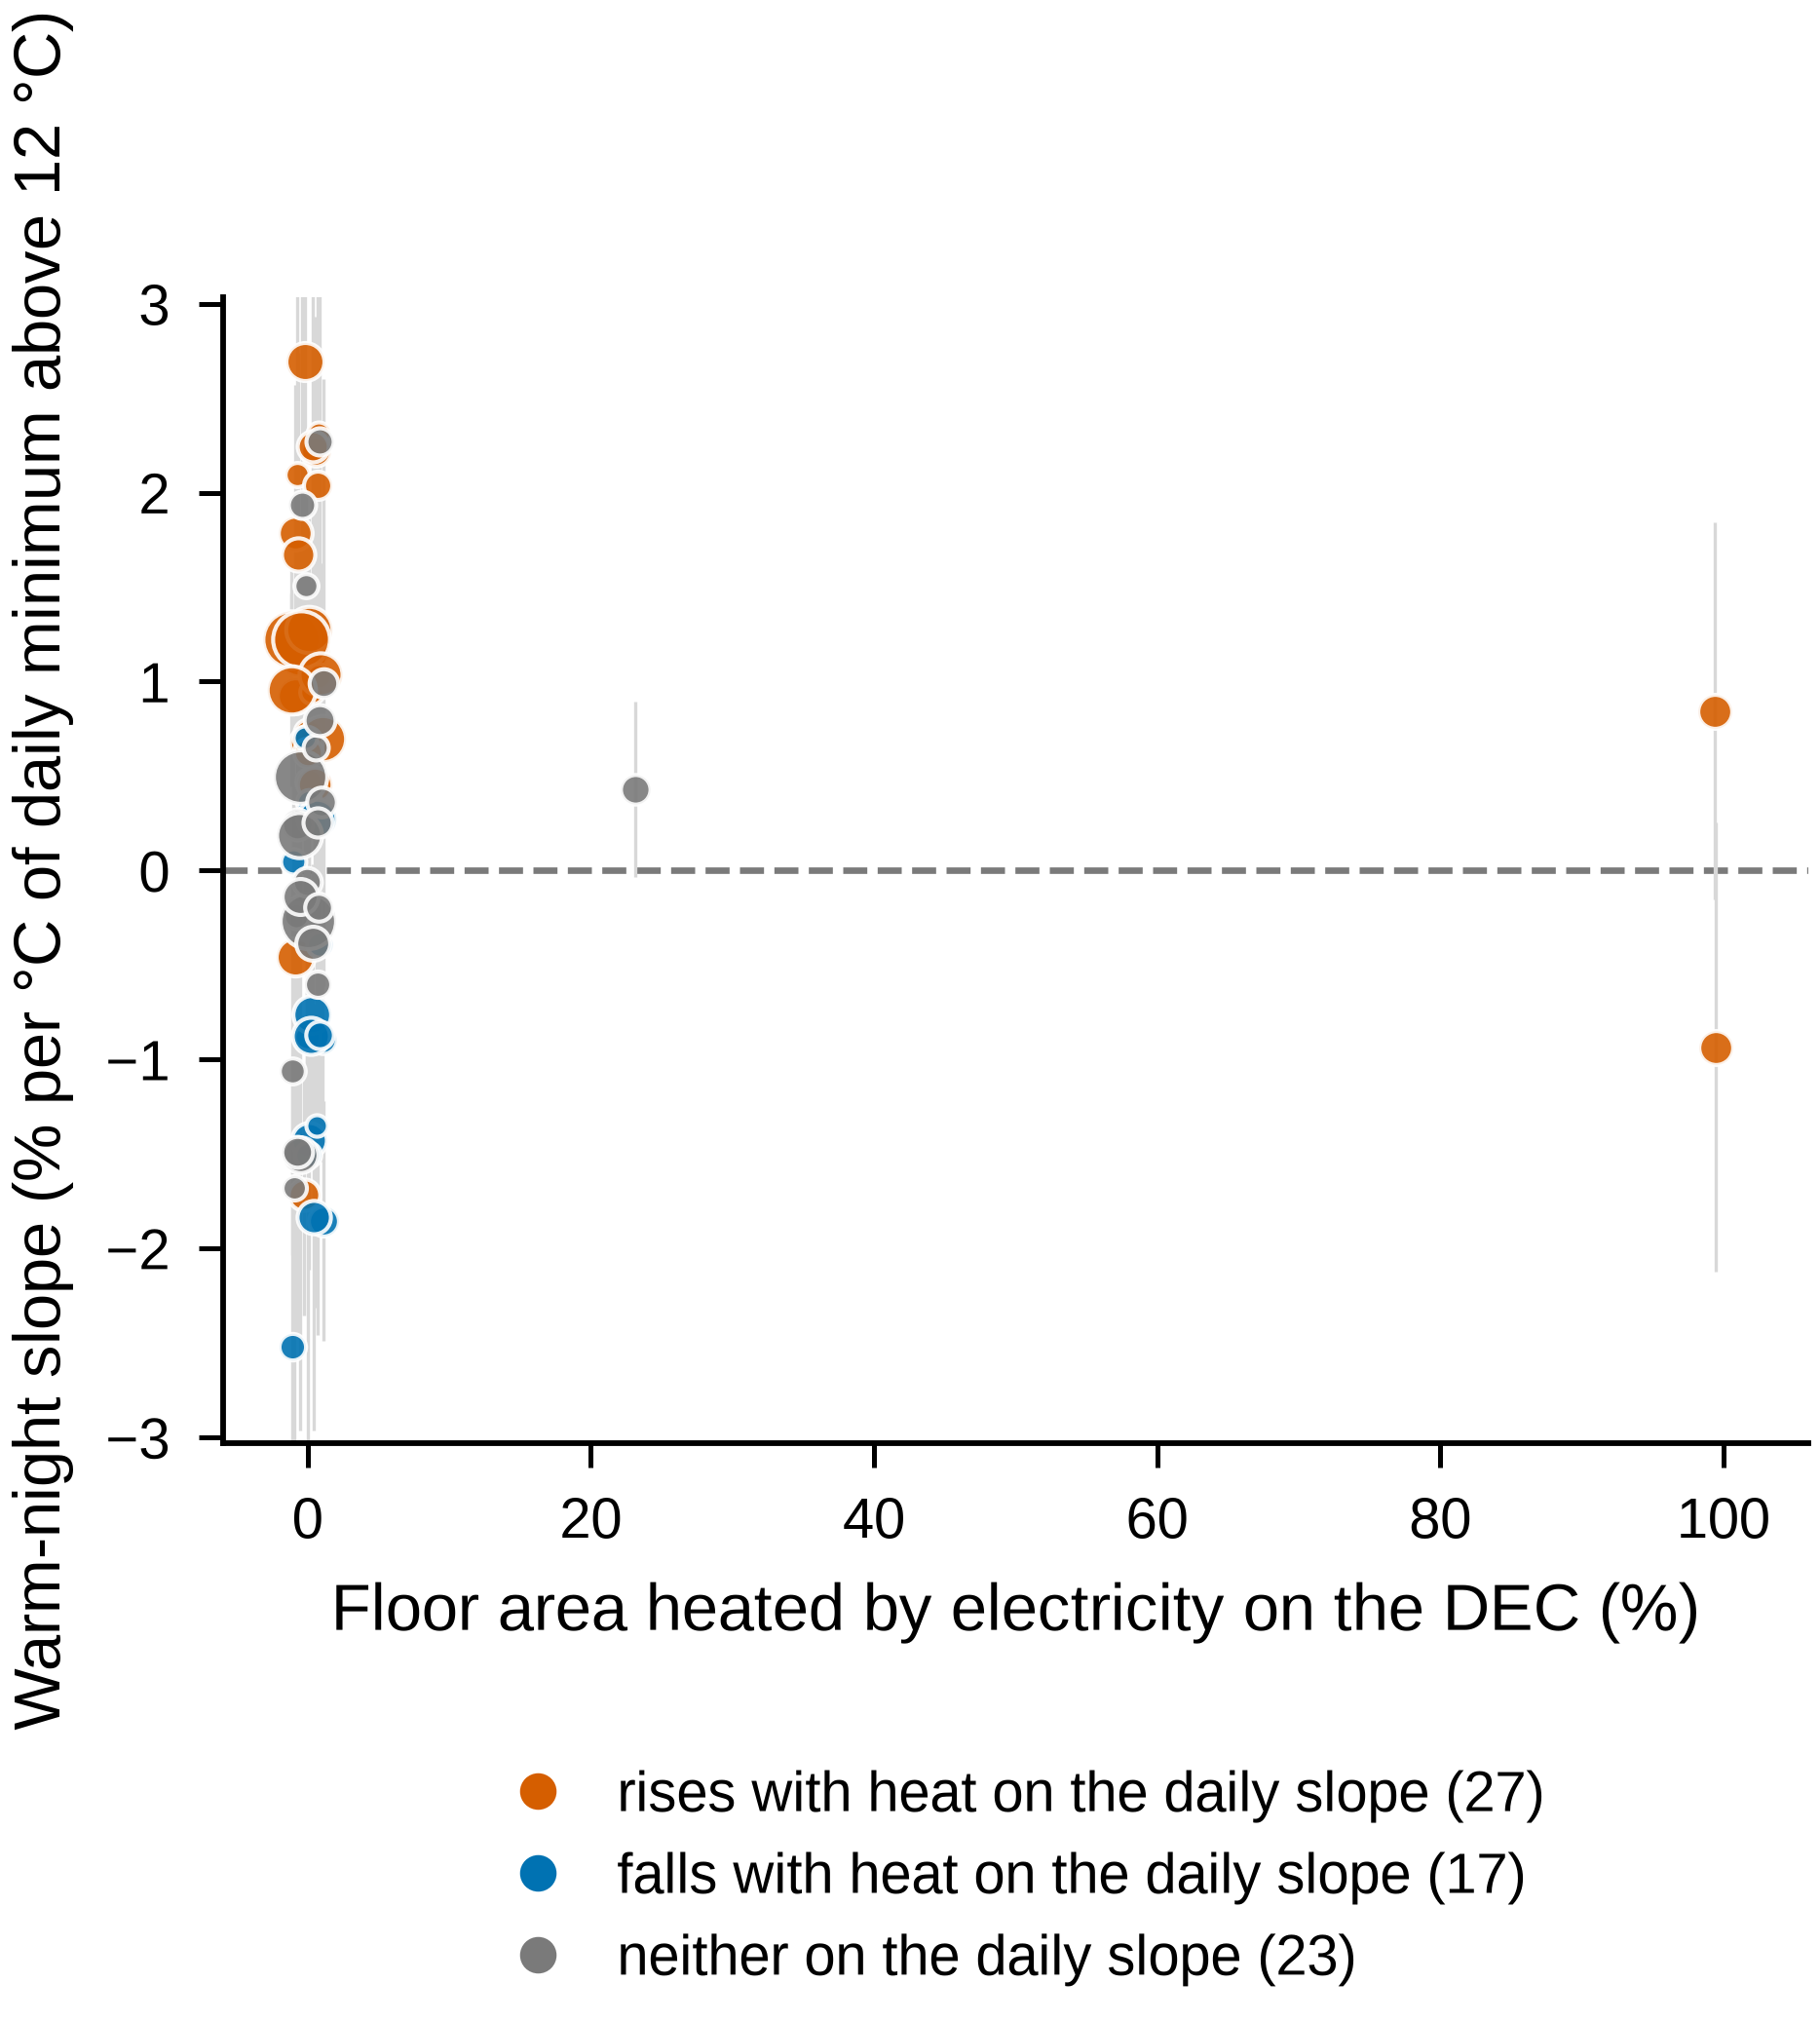 Warm-night slope (% per °C of daily minimum above 12 °C)
3
2
1
0
−1
−2
−3
0 20 40 60 80 100
Floor area heated by electricity on the DEC (%)
rises with heat on the daily slope (27)
falls with heat on the daily slope (17)
neither on the daily slope (23)